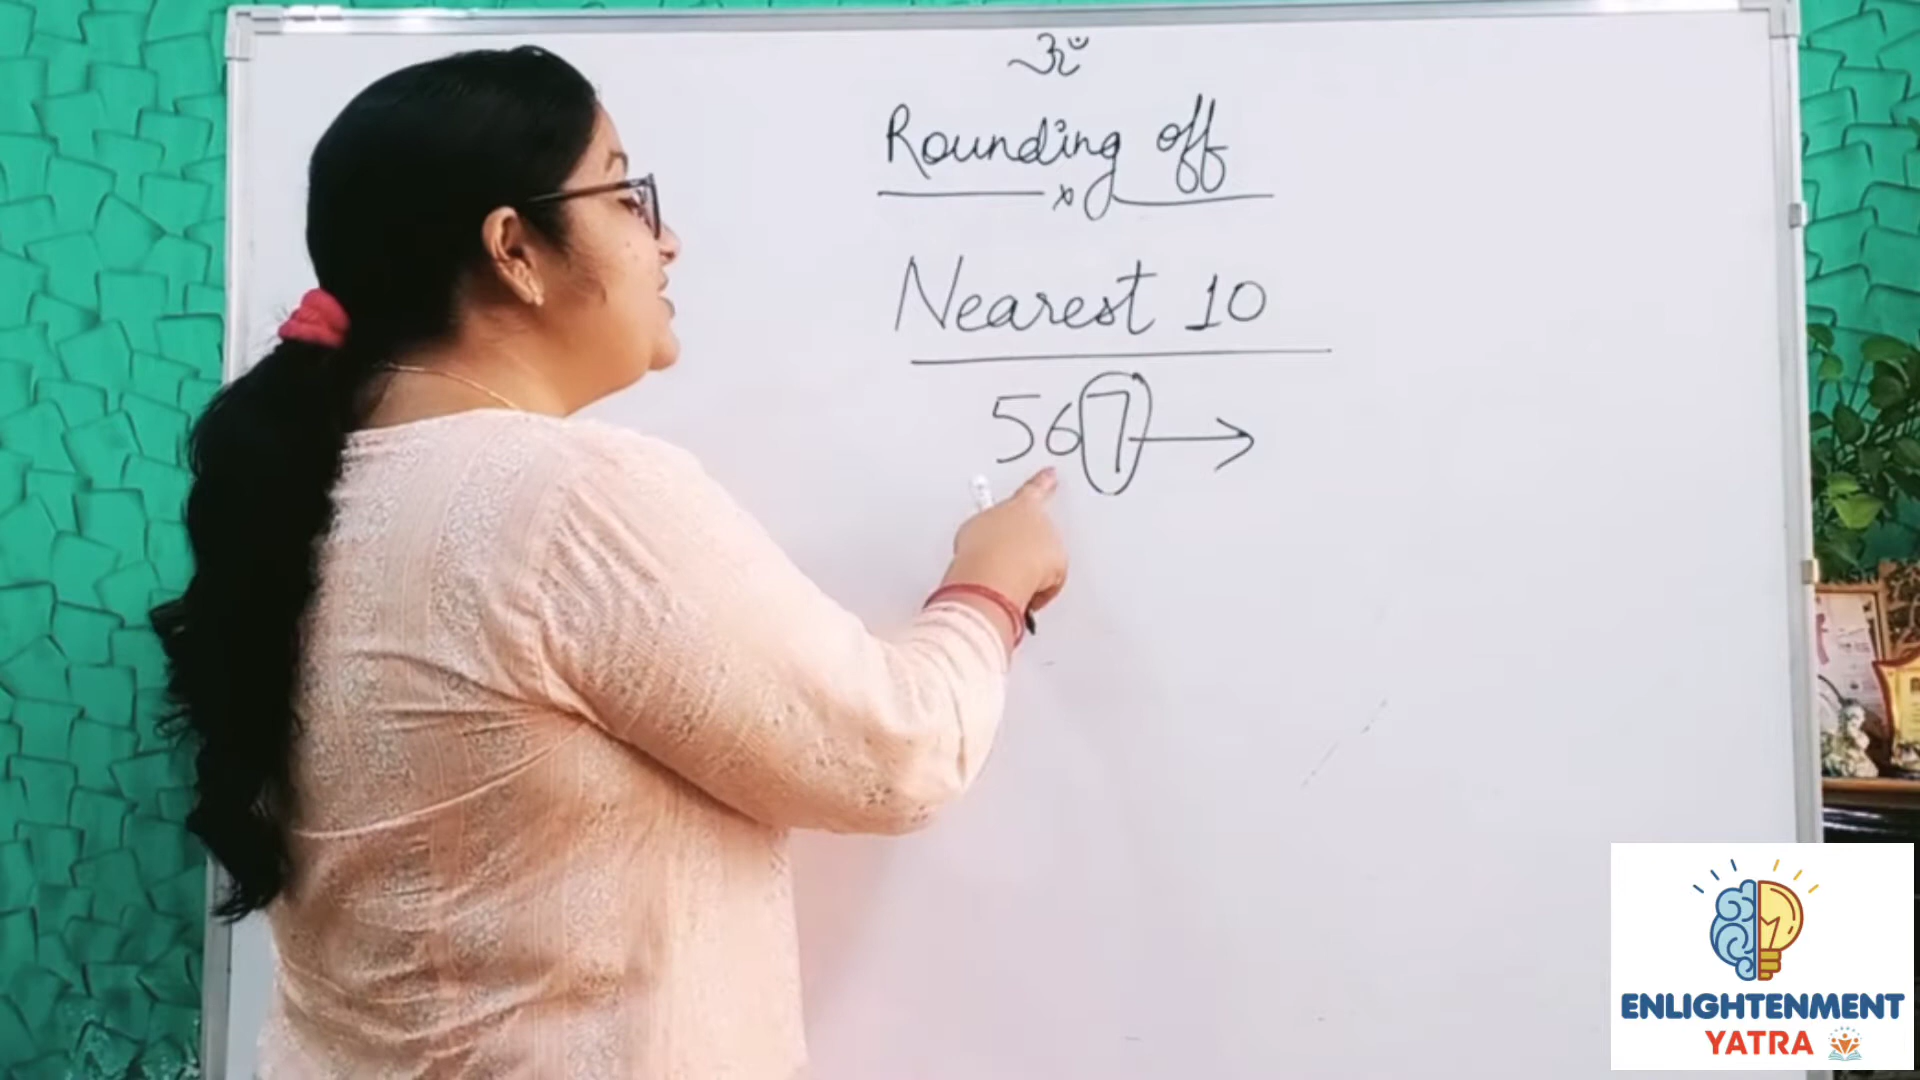 ॐ
Rounding off
Nearest 10
567
ENLIGHTENMENT
YATRA